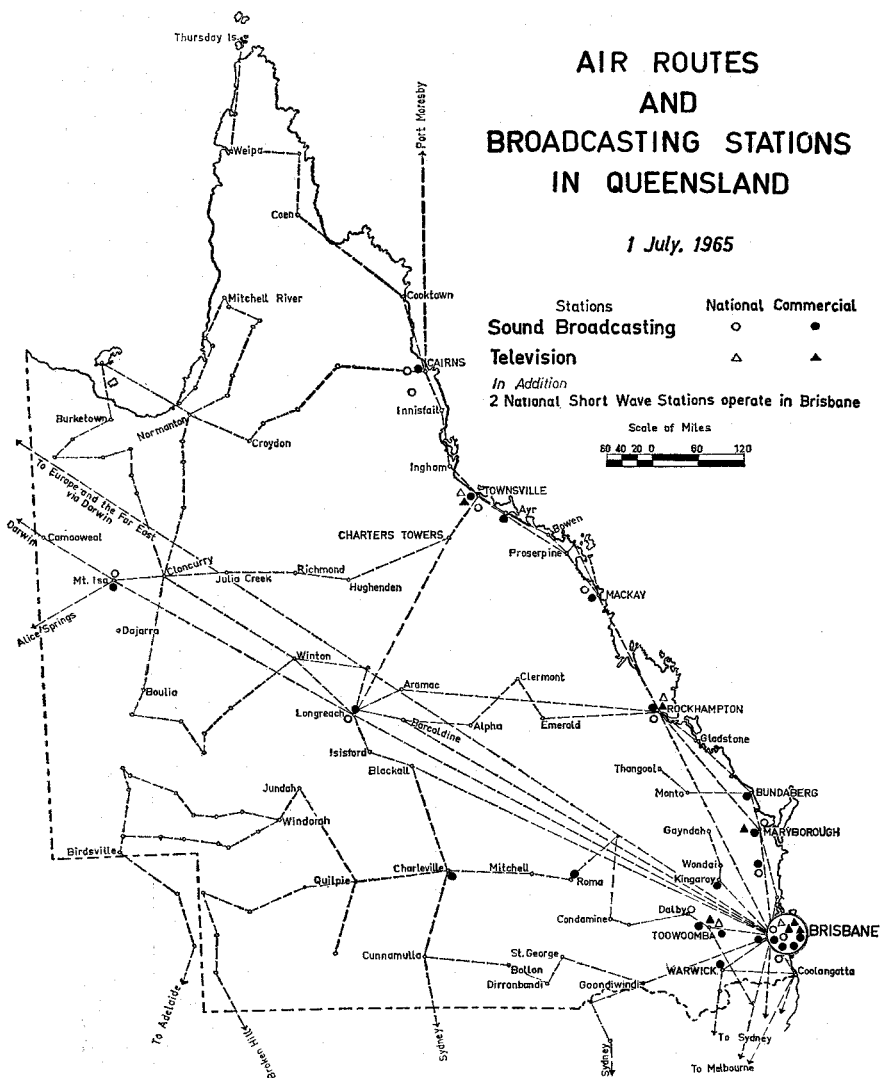 AIR ROUTES
AND
BROADCASTING STATIONS
IN QUEENSLAND
1 July, 1965
Stations National Commercial
Sound Broadcasting
Television
In Addition
2 National Short Wave Stations operate in Brisbane
Scale of Miles
60 40 20 0 60 120
Thursday Is.
Port Moresby
Weipa
Coen
Mitchell River
Cooktown
CAIRNS
Innisfail
Burketown
Normanton
Croydon
Ingham
To Europe and the Far East
via Darwin
TOWNSVILLE
Ayr
Bowen
Darwin
Camooweal
CHARTERS TOWERS
Proserpine
Cloncurry
Mt. Isa
Julia Creek
Richmond
Hughenden
MACKAY
Alice Springs
Dajarra
Winton
Boulia
Aramac
Clermont
Longreach
Barcaldine
Alpha
Emerald
ROCKHAMPTON
Gladstone
Isisford
Blackall
Thangool
Monto
BUNDABERG
Jundah
Windorah
Gayndah
MARYBOROUGH
Birdsville
Wondai
Kingaroy
Quilpie
Charleville
Mitchell
Roma
Condamine
Dalby
TOOWOOMBA
BRISBANE
Cunnamulla
St. George
Bollon
Dirranbandi
Goondiwindi
WARWICK
Coolangatta
To Adelaide
Broken Hill
Sydney
Sydney
To Sydney
To Melbourne